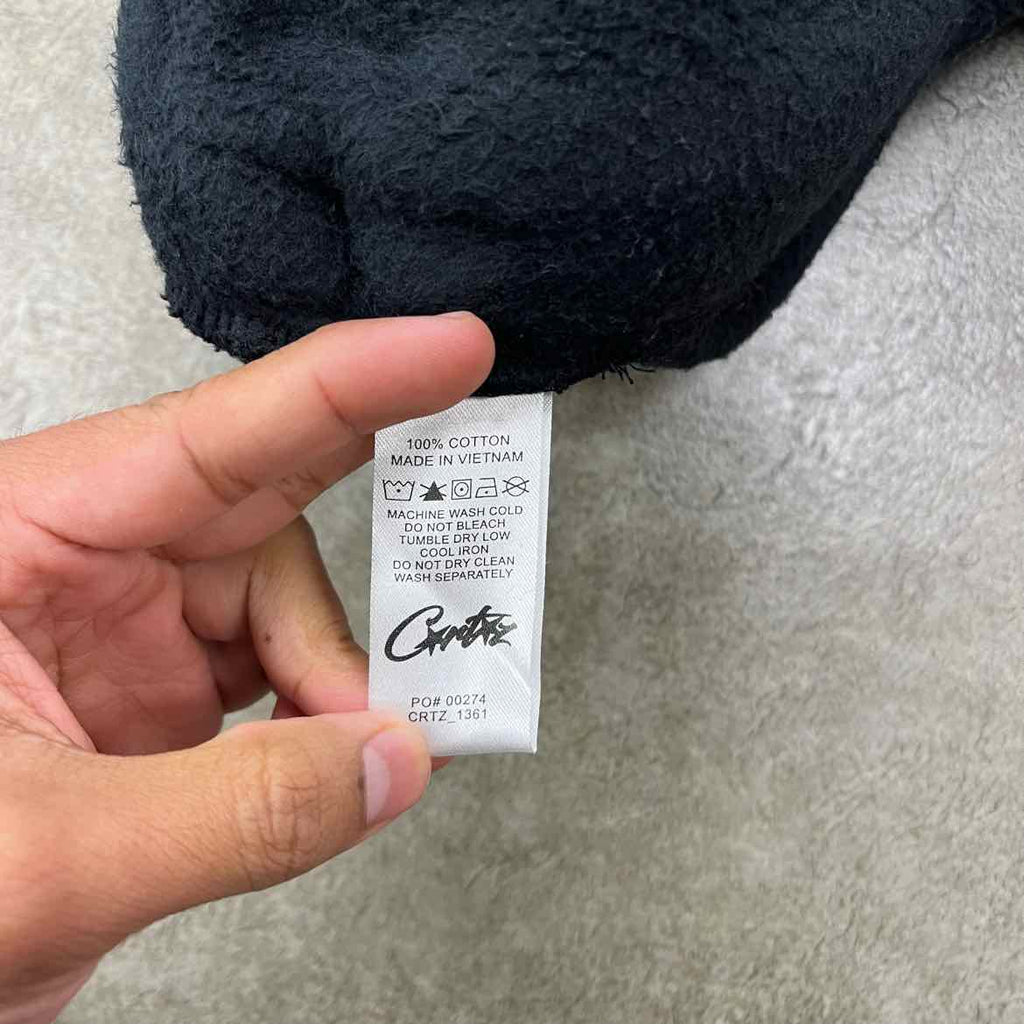 100% COTTON
MADE IN VIETNAM
MACHINE WASH COLD
DO NOT BLEACH
TUMBLE DRY LOW
COOL IRON
DO NOT DRY CLEAN
WASH SEPARATELY
Crtz
PO# 00274
CRTZ_1361